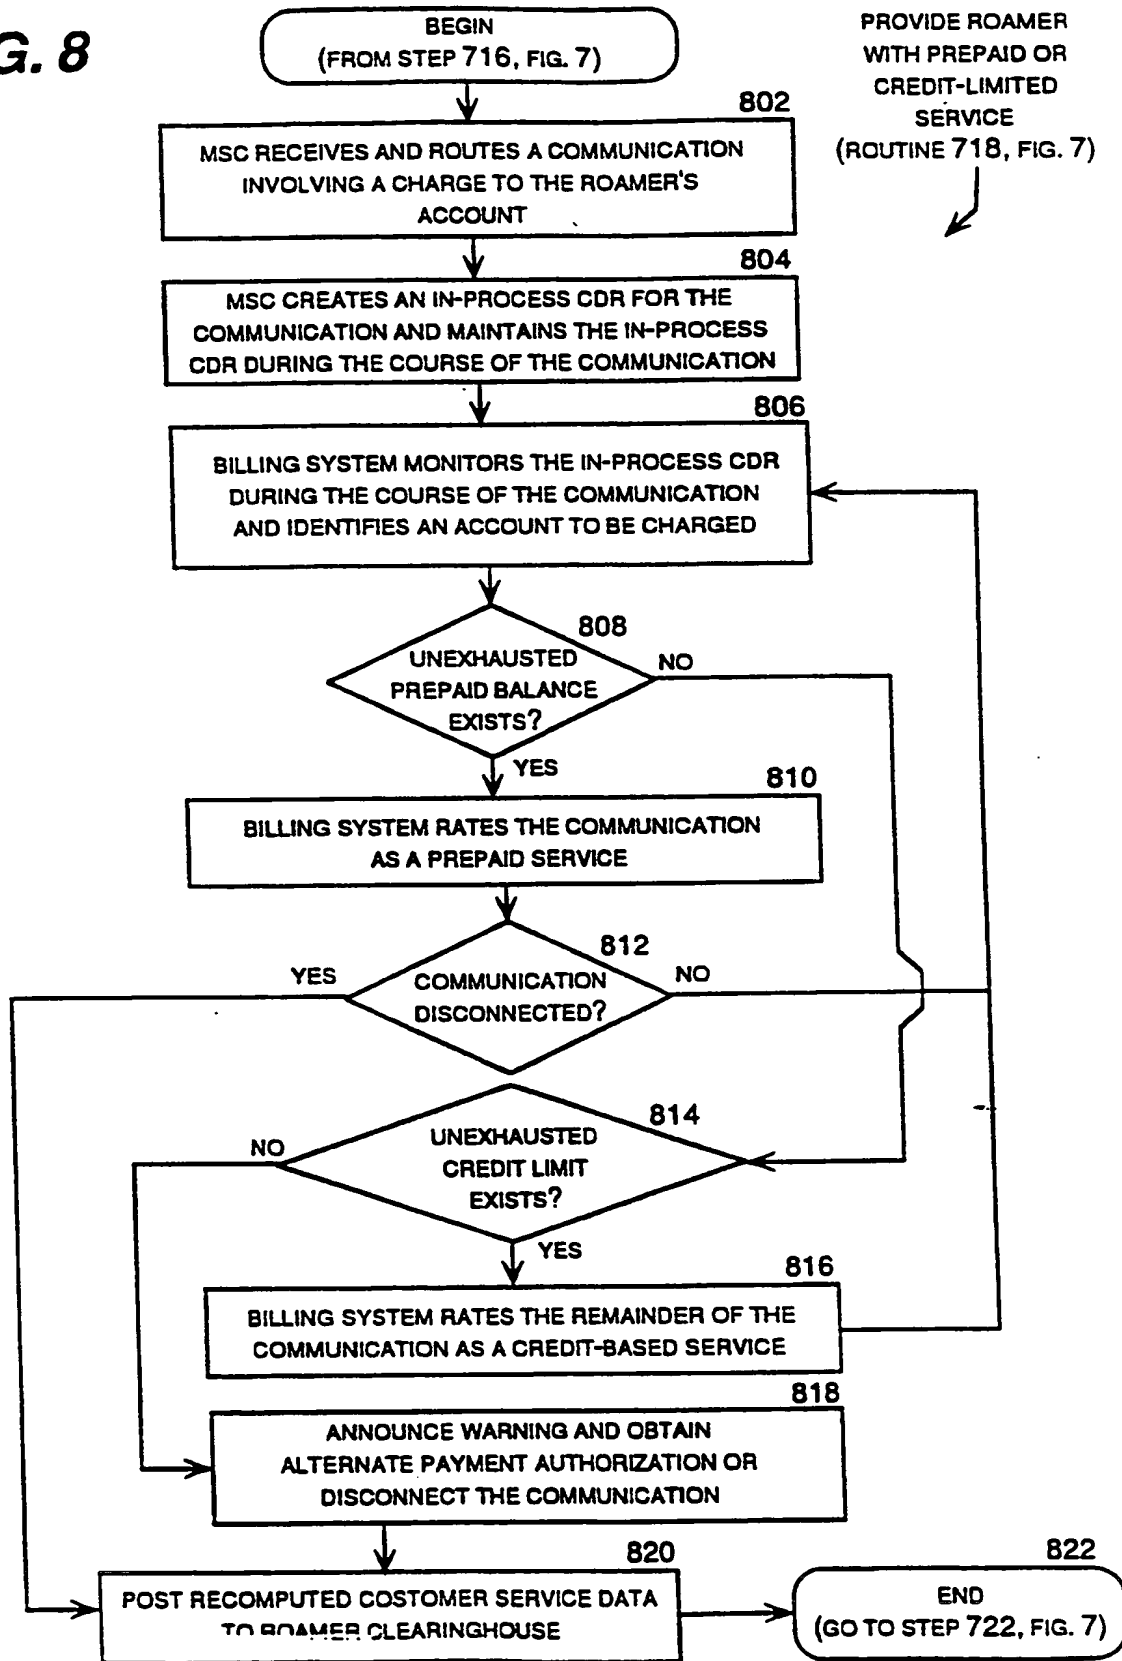 G. 8
BEGIN
(FROM STEP 716, FIG. 7)
PROVIDE ROAMER
WITH PREPAID OR
CREDIT-LIMITED
SERVICE
(ROUTINE 718, FIG. 7)
802
MSC RECEIVES AND ROUTES A COMMUNICATION
INVOLVING A CHARGE TO THE ROAMER'S
ACCOUNT
804
MSC CREATES AN IN-PROCESS CDR FOR THE
COMMUNICATION AND MAINTAINS THE IN-PROCESS
CDR DURING THE COURSE OF THE COMMUNICATION
806
BILLING SYSTEM MONITORS THE IN-PROCESS CDR
DURING THE COURSE OF THE COMMUNICATION
AND IDENTIFIES AN ACCOUNT TO BE CHARGED
808
UNEXHAUSTED
PREPAID BALANCE
EXISTS?
NO
YES
810
BILLING SYSTEM RATES THE COMMUNICATION
AS A PREPAID SERVICE
812
YES
COMMUNICATION
DISCONNECTED?
NO
814
NO
UNEXHAUSTED
CREDIT LIMIT
EXISTS?
YES
816
BILLING SYSTEM RATES THE REMAINDER OF THE
COMMUNICATION AS A CREDIT-BASED SERVICE
818
ANNOUNCE WARNING AND OBTAIN
ALTERNATE PAYMENT AUTHORIZATION OR
DISCONNECT THE COMMUNICATION
820
POST RECOMPUTED COSTOMER SERVICE DATA
TO ROAMER CLEARINGHOUSE
822
END
(GO TO STEP 722, FIG. 7)